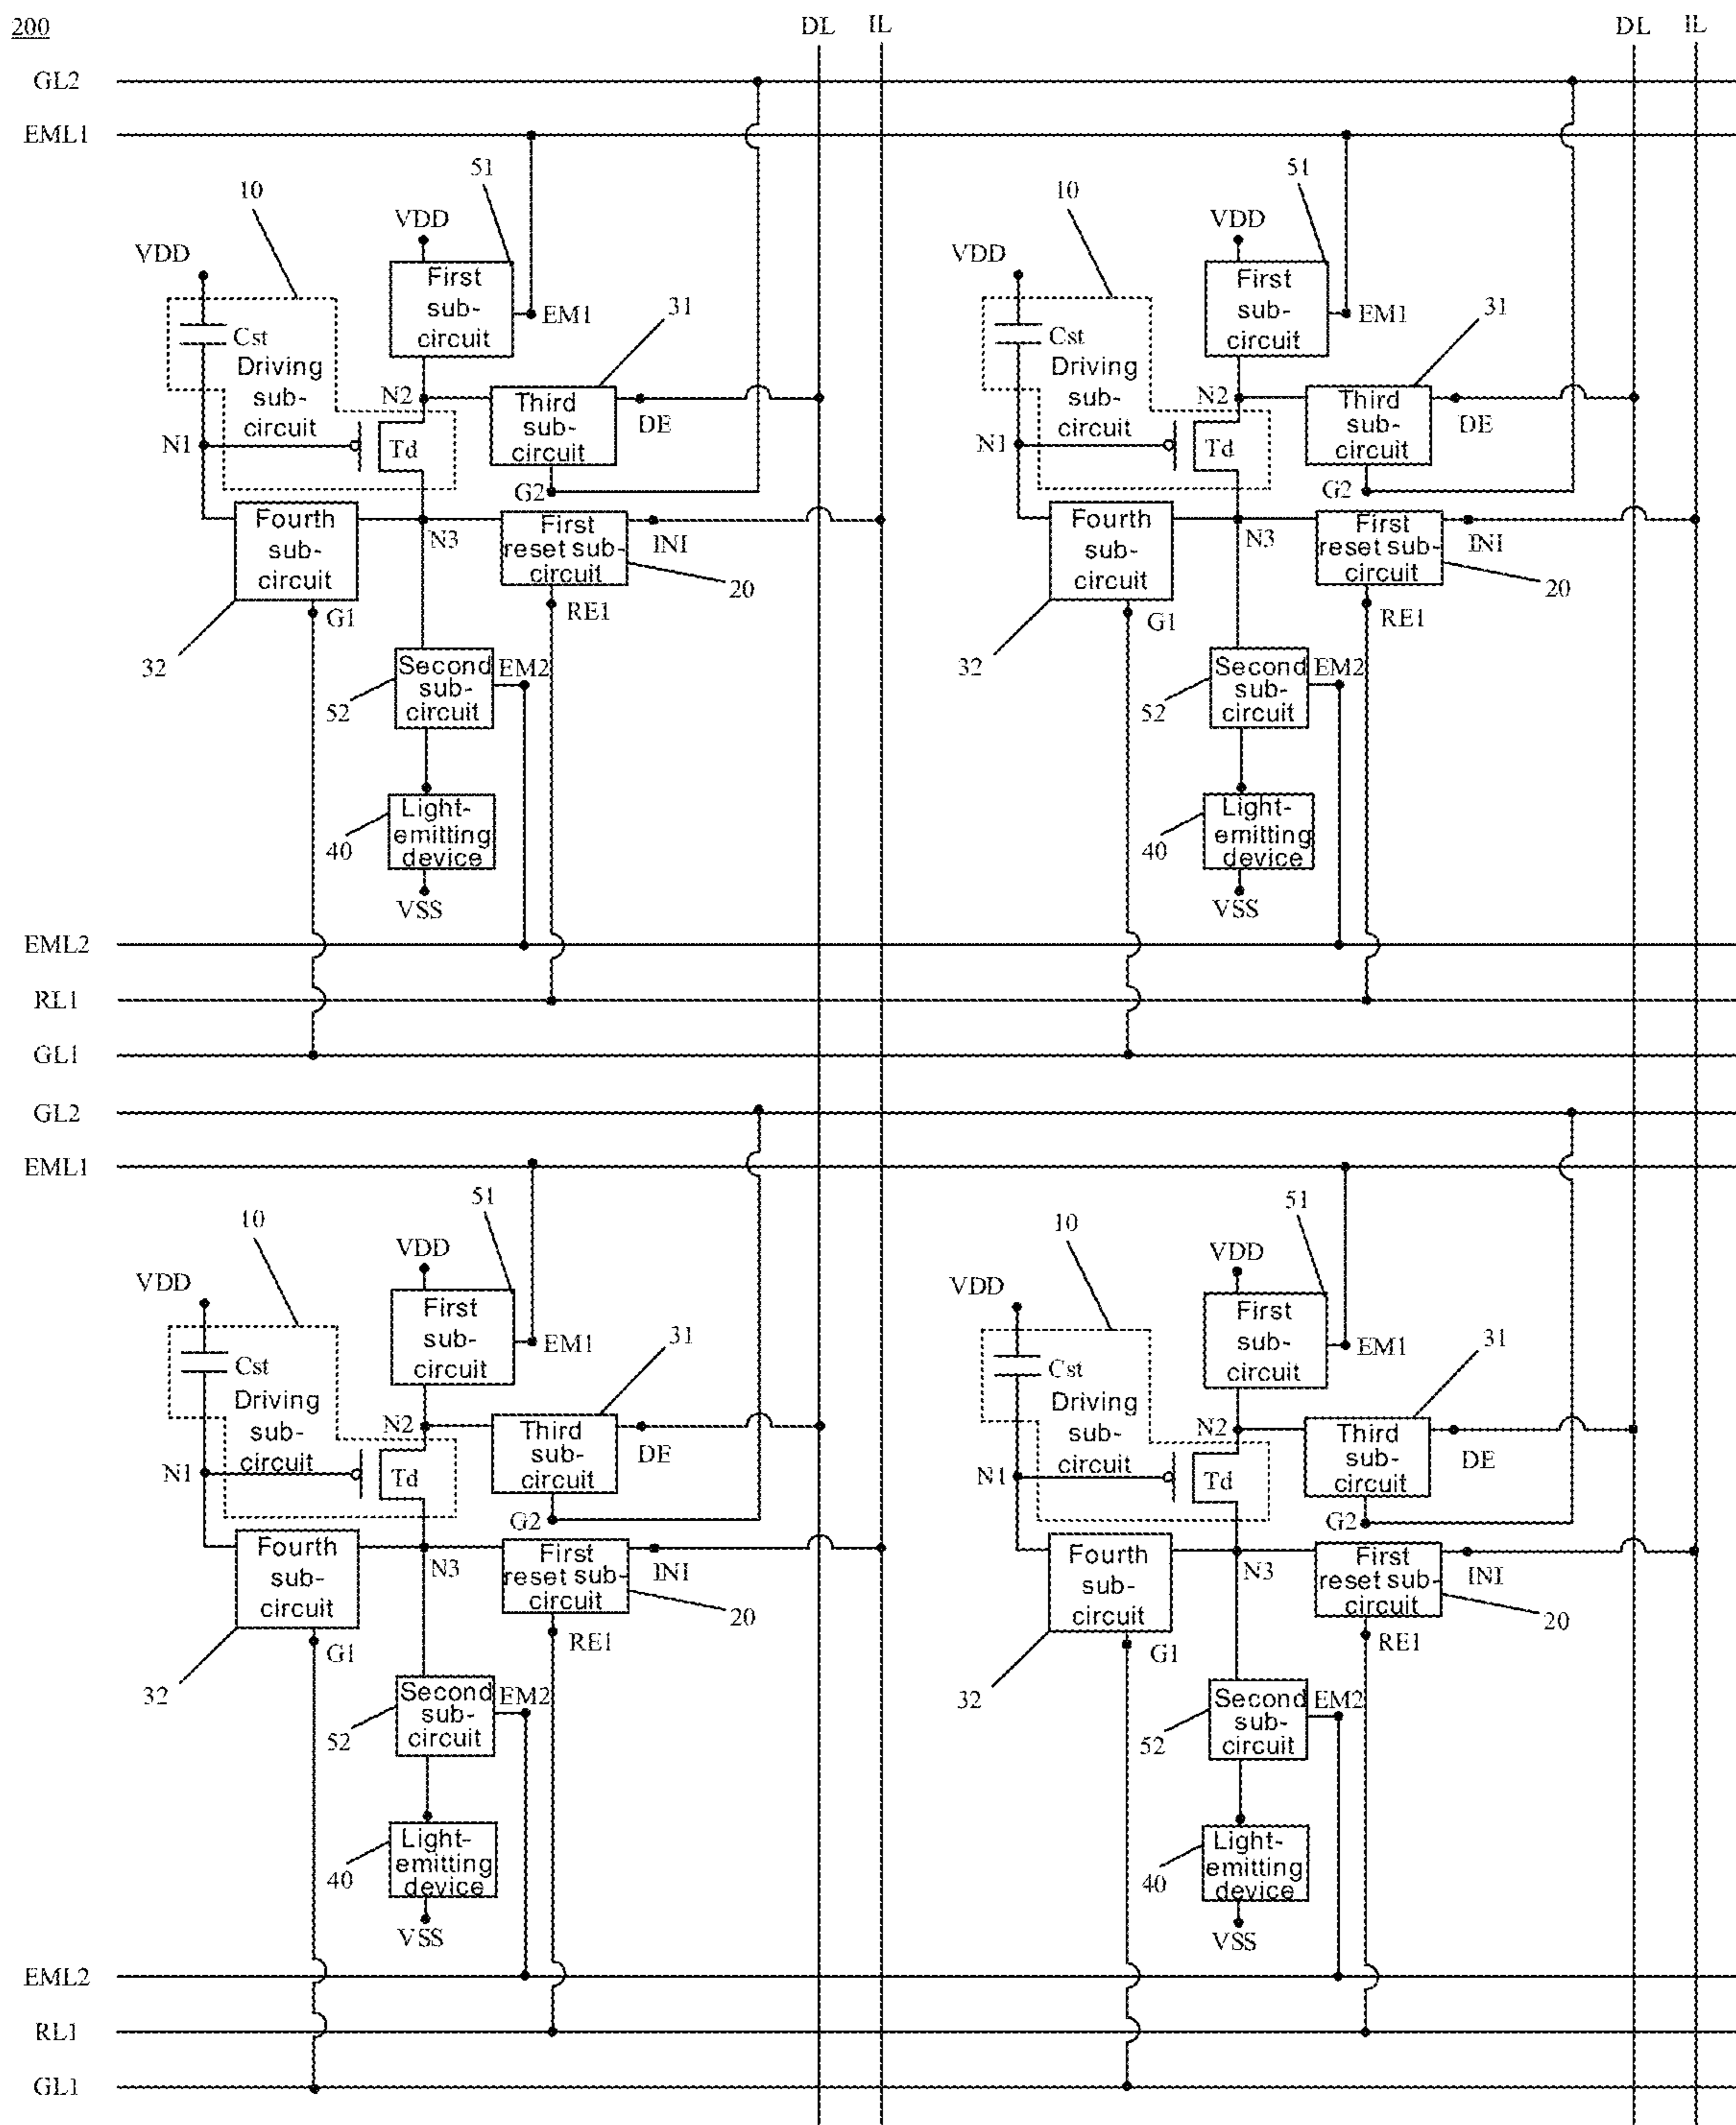 200
DL IL DL IL
GL2
EML1
51 51
10 10
VDD VDD
VDD VDD
First
sub-
circuit
EM1
31
Cst
Driving
sub-
circuit
N2
Third
sub-
circuit
DE
N1
Td
G2
Fourth
sub-
circuit
N3
First
reset sub-
circuit
INI
20
G1
RE1
32
Second
sub-
circuit
EM2
52
Light-
emitting
device
40
VSS
First
sub-
circuit
EM1
31
Cst
Driving
sub-
circuit
N2
Third
sub-
circuit
DE
N1
Td
G2
Fourth
sub-
circuit
N3
First
reset sub-
circuit
INI
20
G1
RE1
32
Second
sub-
circuit
EM2
52
Light-
emitting
device
40
VSS
EML2
RL1
GL1
GL2
EML1
51 51
10 10
VDD VDD
VDD VDD
First
sub-
circuit
EM1
31
Cst
Driving
sub-
circuit
N2
Third
sub-
circuit
DE
N1
Td
G2
Fourth
sub-
circuit
N3
First
reset sub-
circuit
INI
20
G1
RE1
32
Second
sub-
circuit
EM2
52
Light-
emitting
device
40
VSS
First
sub-
circuit
EM1
31
Cst
Driving
sub-
circuit
N2
Third
sub-
circuit
DE
N1
Td
G2
Fourth
sub-
circuit
N3
First
reset sub-
circuit
INI
20
G1
RE1
32
Second
sub-
circuit
EM2
52
Light-
emitting
device
40
VSS
EML2
RL1
GL1